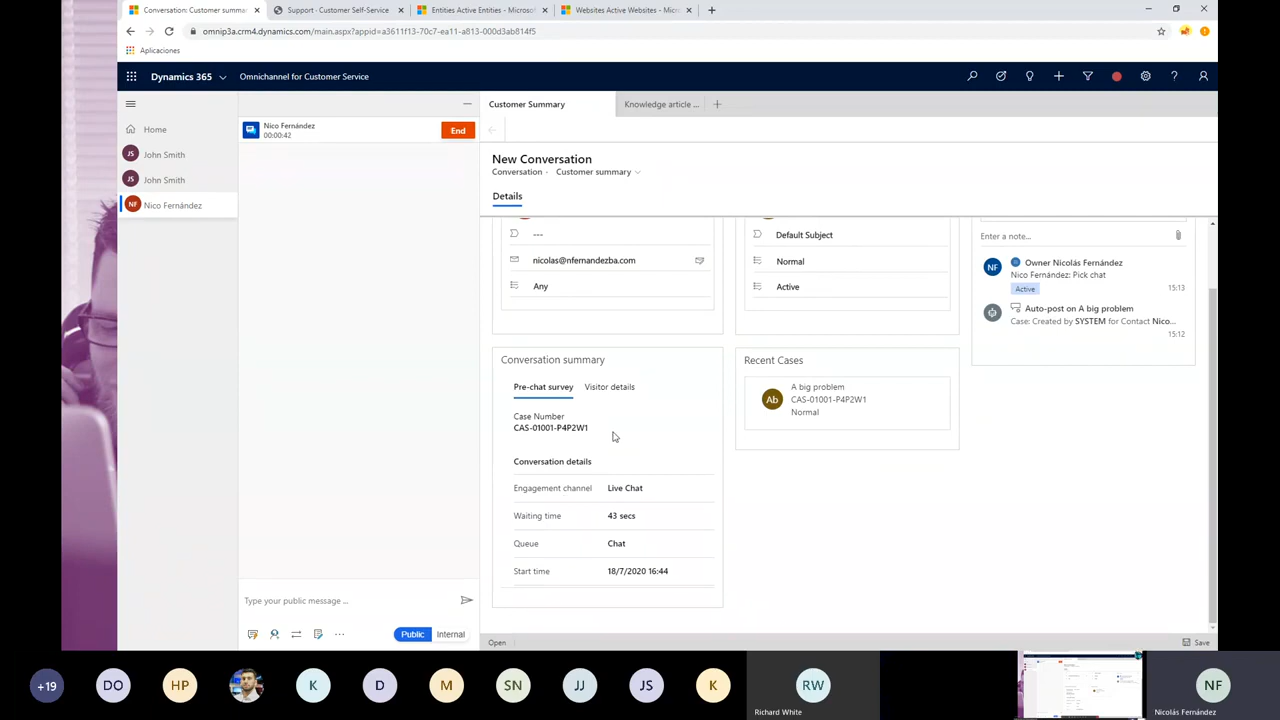 Conversation: Customer summa
Support - Customer Self-Service
Entities Active Entities - Microsof
Websites Active Websites - Micro
omnip3a.crm4.dynamics.com/main.aspx?appid=a3611f13-70c7-ea11-a813-000d3ab814f5
Aplicaciones
Dynamics 365
Omnichannel for Customer Service
Customer Summary
Knowledge article ...
Home
JS John Smith
JS John Smith
NF Nico Fernández
Nico Fernández
00:00:42
End
New Conversation
Conversation · Customer summary
Details
---
nicolas@nfernandezba.com
Any
Default Subject
Normal
Active
Enter a note...
NF
Owner Nicolás Fernández
Nico Fernández: Pick chat
Active
15:13
Auto-post on A big problem
Case: Created by SYSTEM for Contact Nico...
15:12
Conversation summary
Pre-chat survey
Visitor details
Case Number
CAS-01001-P4P2W1
Conversation details
Engagement channel Live Chat
Waiting time 43 secs
Queue Chat
Start time 18/7/2020 16:44
Recent Cases
Ab
A big problem
CAS-01001-P4P2W1
Normal
Type your public message ...
Public
Internal
Open
Save
+19
DO
HP
K
D
M
SN
JJ
JS
K
RW
Richard White
NF
Nicolás Fernández